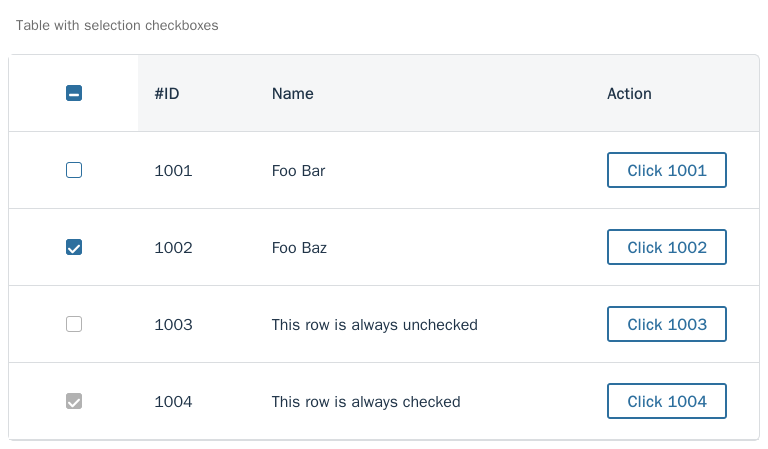 Table with selection checkboxes
#ID Name Action
1001 Foo Bar Click 1001
1002 Foo Baz Click 1002
1003 This row is always unchecked Click 1003
1004 This row is always checked Click 1004